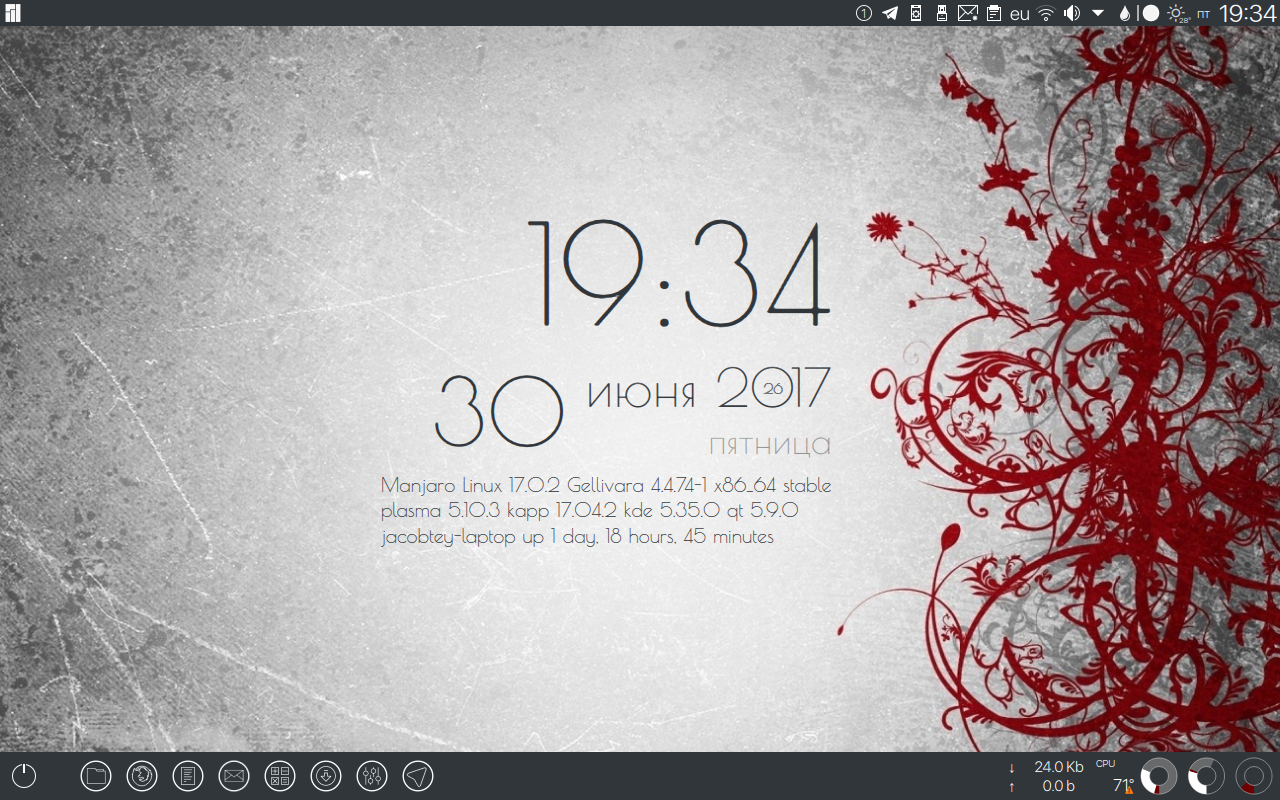 1 eu 28° пт 19:34
19:34
30 июня 2017
26
пятница
Manjaro Linux 17.0.2 Gellivara 4.4.74-1 x86_64 stable
plasma 5.10.3 kapp 17.04.2 kde 5.35.0 qt 5.9.0
jacobtey-laptop up 1 day, 18 hours, 45 minutes
↓ 24.0 Kb CPU
↑ 0.0 b 71°